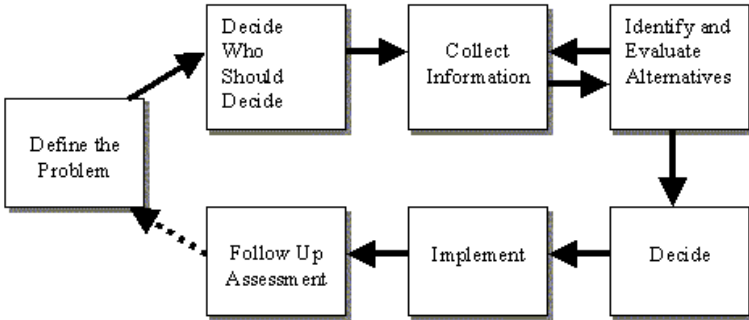 Define the
Problem
Decide
Who
Should
Decide
Collect
Information
Identify and
Evaluate
Alternatives
Decide
Implement
Follow Up
Assessment